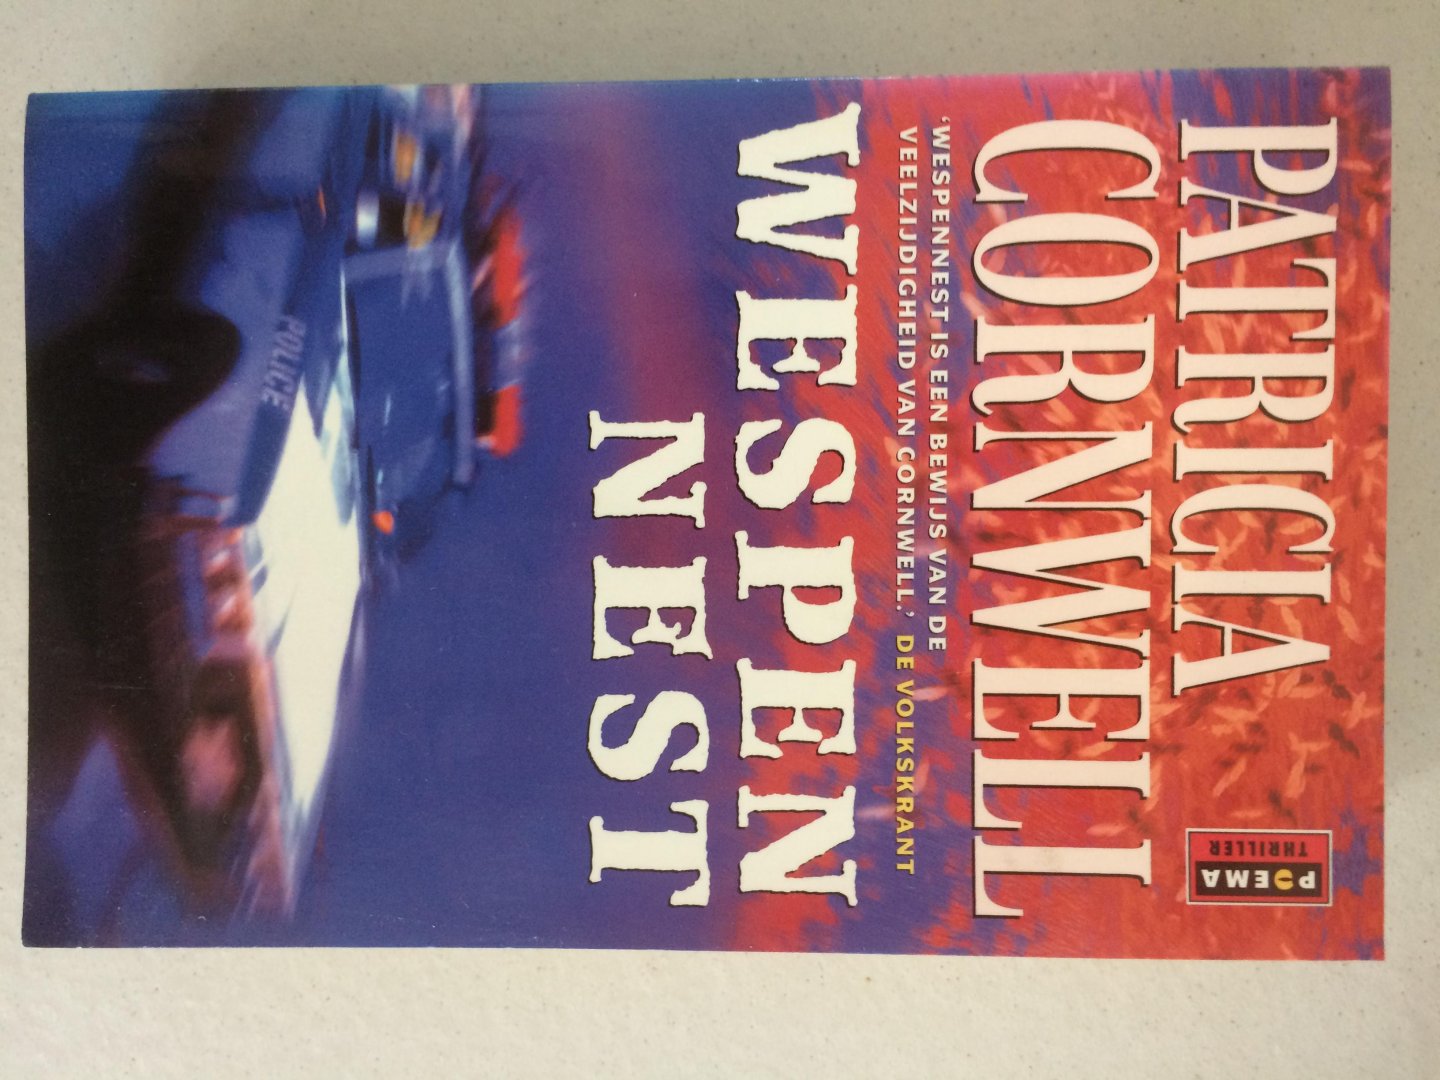 PATRICIA
CORNWELL
POEMA
THRILLER
'WESPENNEST IS EEN BEWIJS VAN DE
VEELZIJDIGHEID VAN CORNWELL.' DE VOLKSKRANT
WESPEN
NEST
POLICE